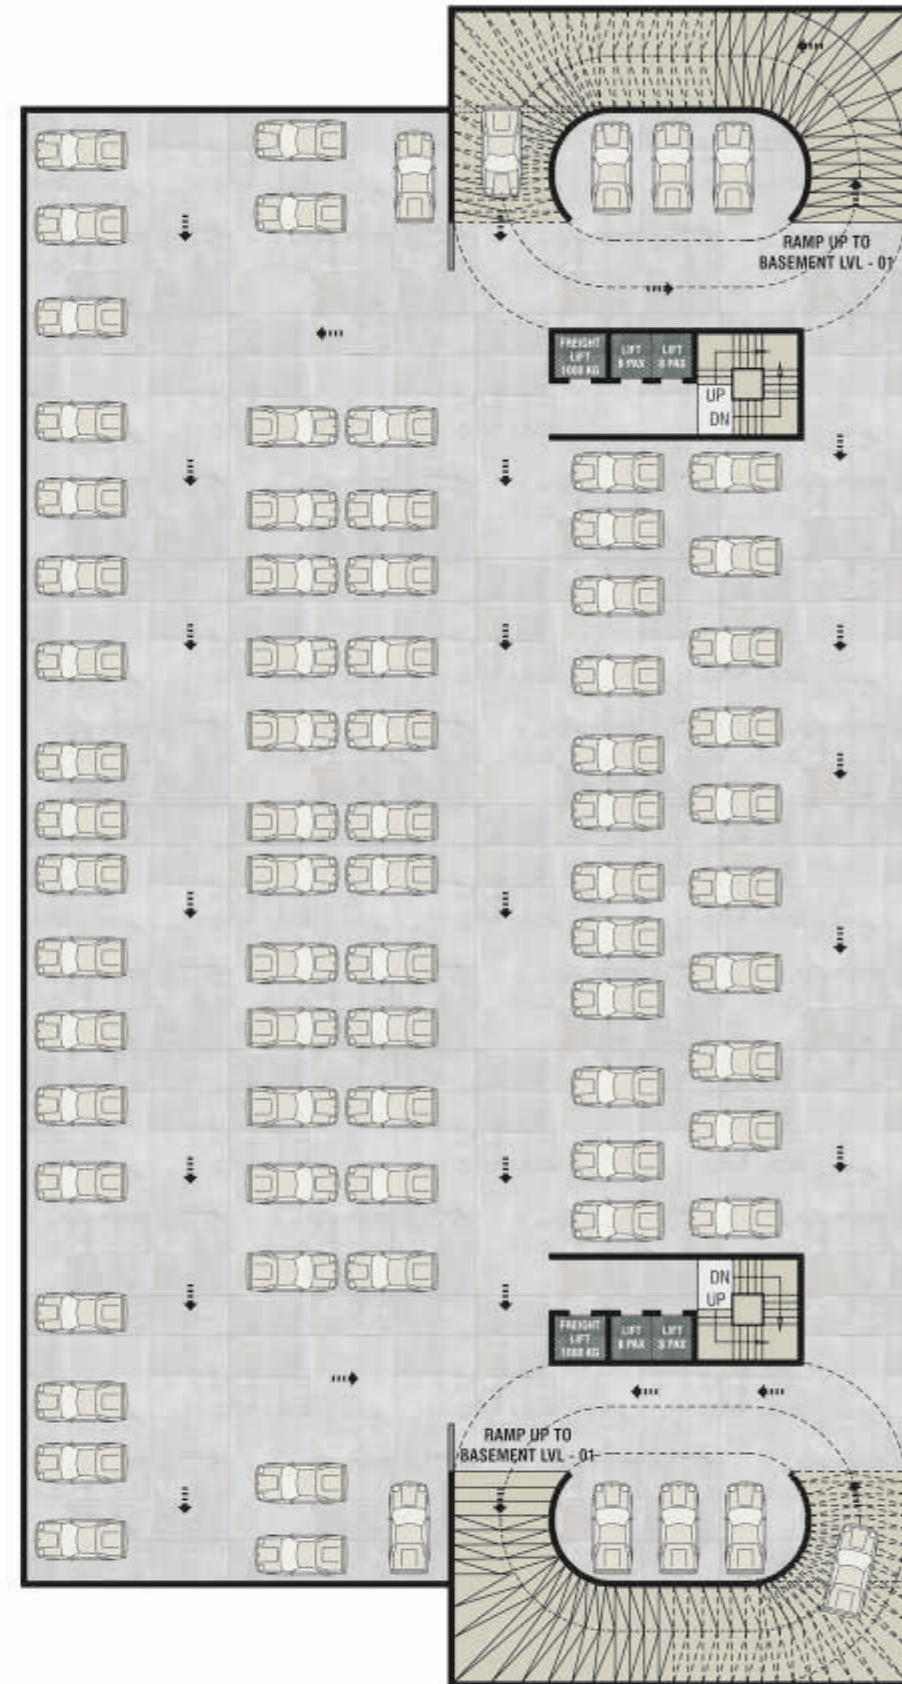 RAMP UP TO
BASEMENT LVL - 01
FREIGHT
LIFT
1000 KG
LIFT
8 PAX
LIFT
8 PAX
UP
DN
DN
UP
FREIGHT
LIFT
1000 KG
LIFT
8 PAX
LIFT
8 PAX
RAMP UP TO
BASEMENT LVL - 01